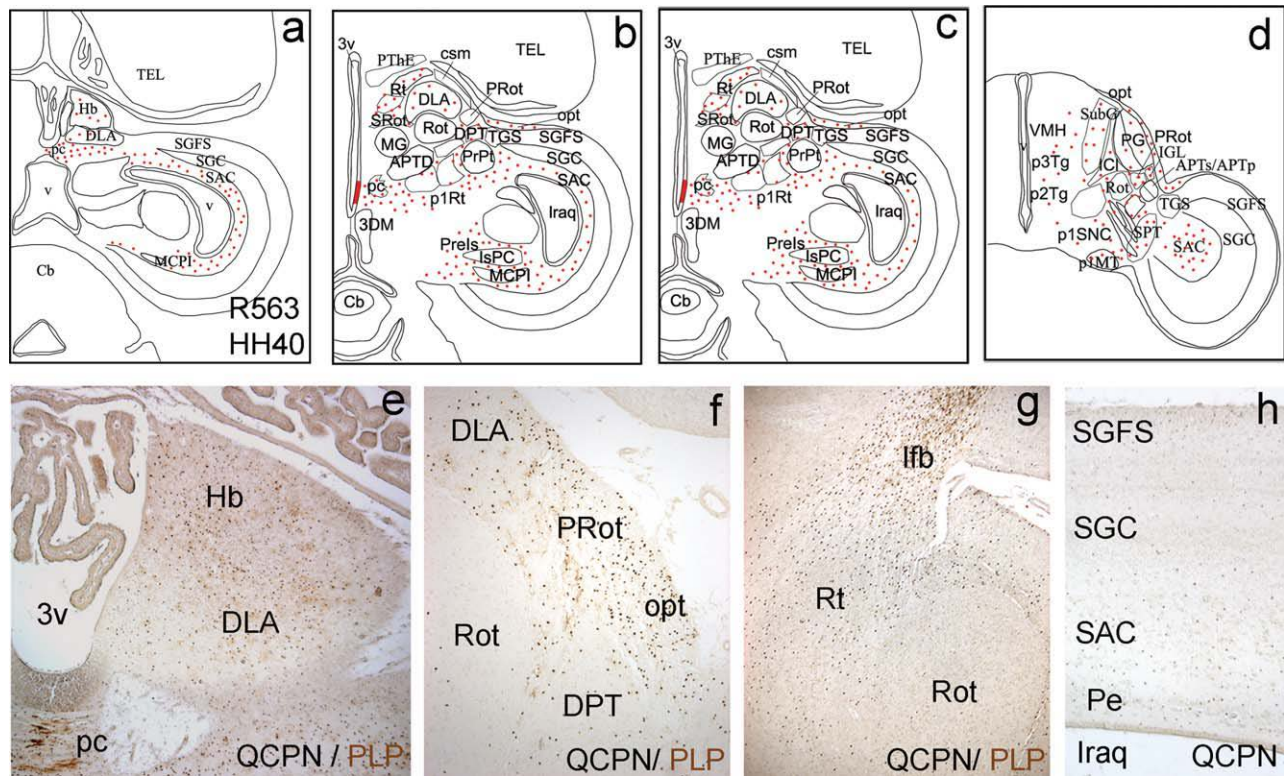 a
TEL
Hb
DLA
pc
SGFS
SGC
SAC
v
v
MCPI
Cb
R563
HH40
b
3v
PThE
csm
TEL
Rt
DLA
PRot
opt
SRot
Rot
DPT
TGS
SGFS
MG
APTD
PrPt
SGC
pc
p1Rt
SAC
3DM
Iraq
PreIs
IsPC
MCPI
Cb
c
3v
PThE
csm
TEL
Rt
DLA
PRot
opt
SRot
Rot
DPT
TGS
SGFS
MG
APTD
PrPt
SGC
pc
p1Rt
SAC
3DM
Iraq
PreIs
IsPC
MCPI
Cb
d
opt
SubG
VMH
PG
PRot
IGL
p3Tg
ICl
APTs/APTp
p2Tg
Rot
TGS
SGFS
p1SNC
SPT
SAC
SGC
p1MT
e
Hb
3v
DLA
pc
QCPN / PLP
f
DLA
PRot
opt
Rot
DPT
QCPN/ PLP
g
lfb
Rt
Rot
QCPN/ PLP
h
SGFS
SGC
SAC
Pe
Iraq
QCPN